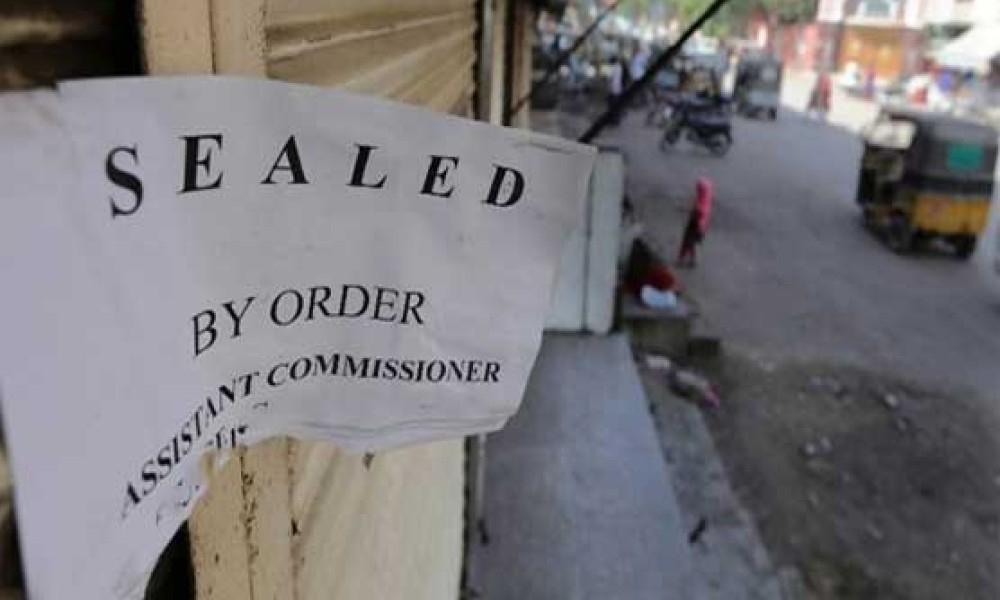 SEALED
BY ORDER
ASSISTANT COMMISSIONER